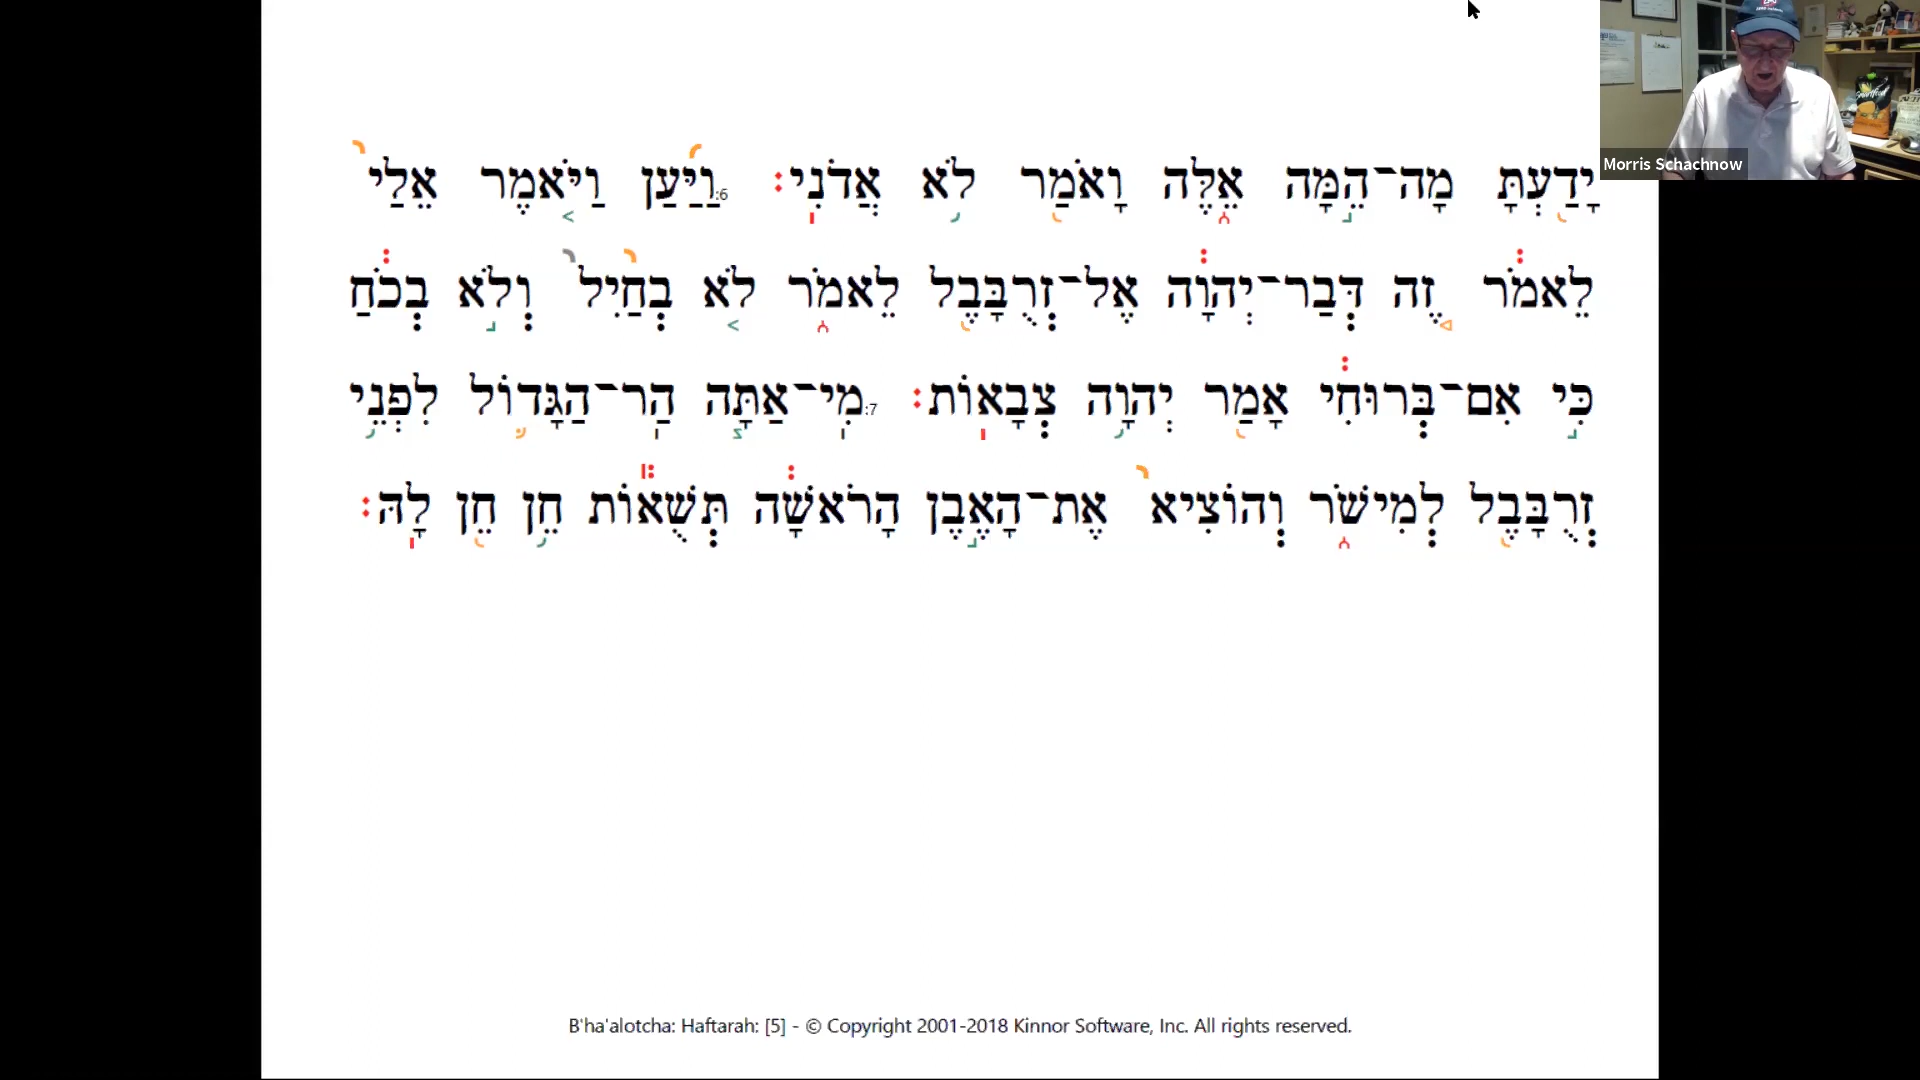 יָדַ֖עְתָּ מָה־הֵ֣מָּה אֵ֑לֶּה וָאֹמַ֖ר לֹ֥א אֲדֹנִֽי׃ 6: וַיַּ֜עַן וַיֹּ֤אמֶר אֵלַי֙
לֵאמֹ֔ר זֶ֚ה דְּבַר־יְהוָ֔ה אֶל־זְרֻבָּבֶ֖ל לֵאמֹ֑ר לֹ֤א בְחַ֙יִל֙ וְלֹ֣א בְכֹ֔חַ
כִּ֣י אִם־בְּרוּחִ֔י אָמַ֖ר יְהוָ֥ה צְבָאֽוֹת׃ 7: מִֽי־אַתָּ֧ה הַֽר־הַגָּד֛וֹל לִפְנֵ֥י
זְרֻבָּבֶ֖ל לְמִישֹׁ֑ר וְהוֹצִיא֙ אֶת־הָאֶ֣בֶן הָרֹאשָׁ֔ה תְּשֻׁא֕וֹת חֵ֥ן חֵ֖ן לָֽהּ׃
B'ha'alotcha: Haftarah: [5] - © Copyright 2001-2018 Kinnor Software, Inc. All rights reserved.
Morris Schachnow